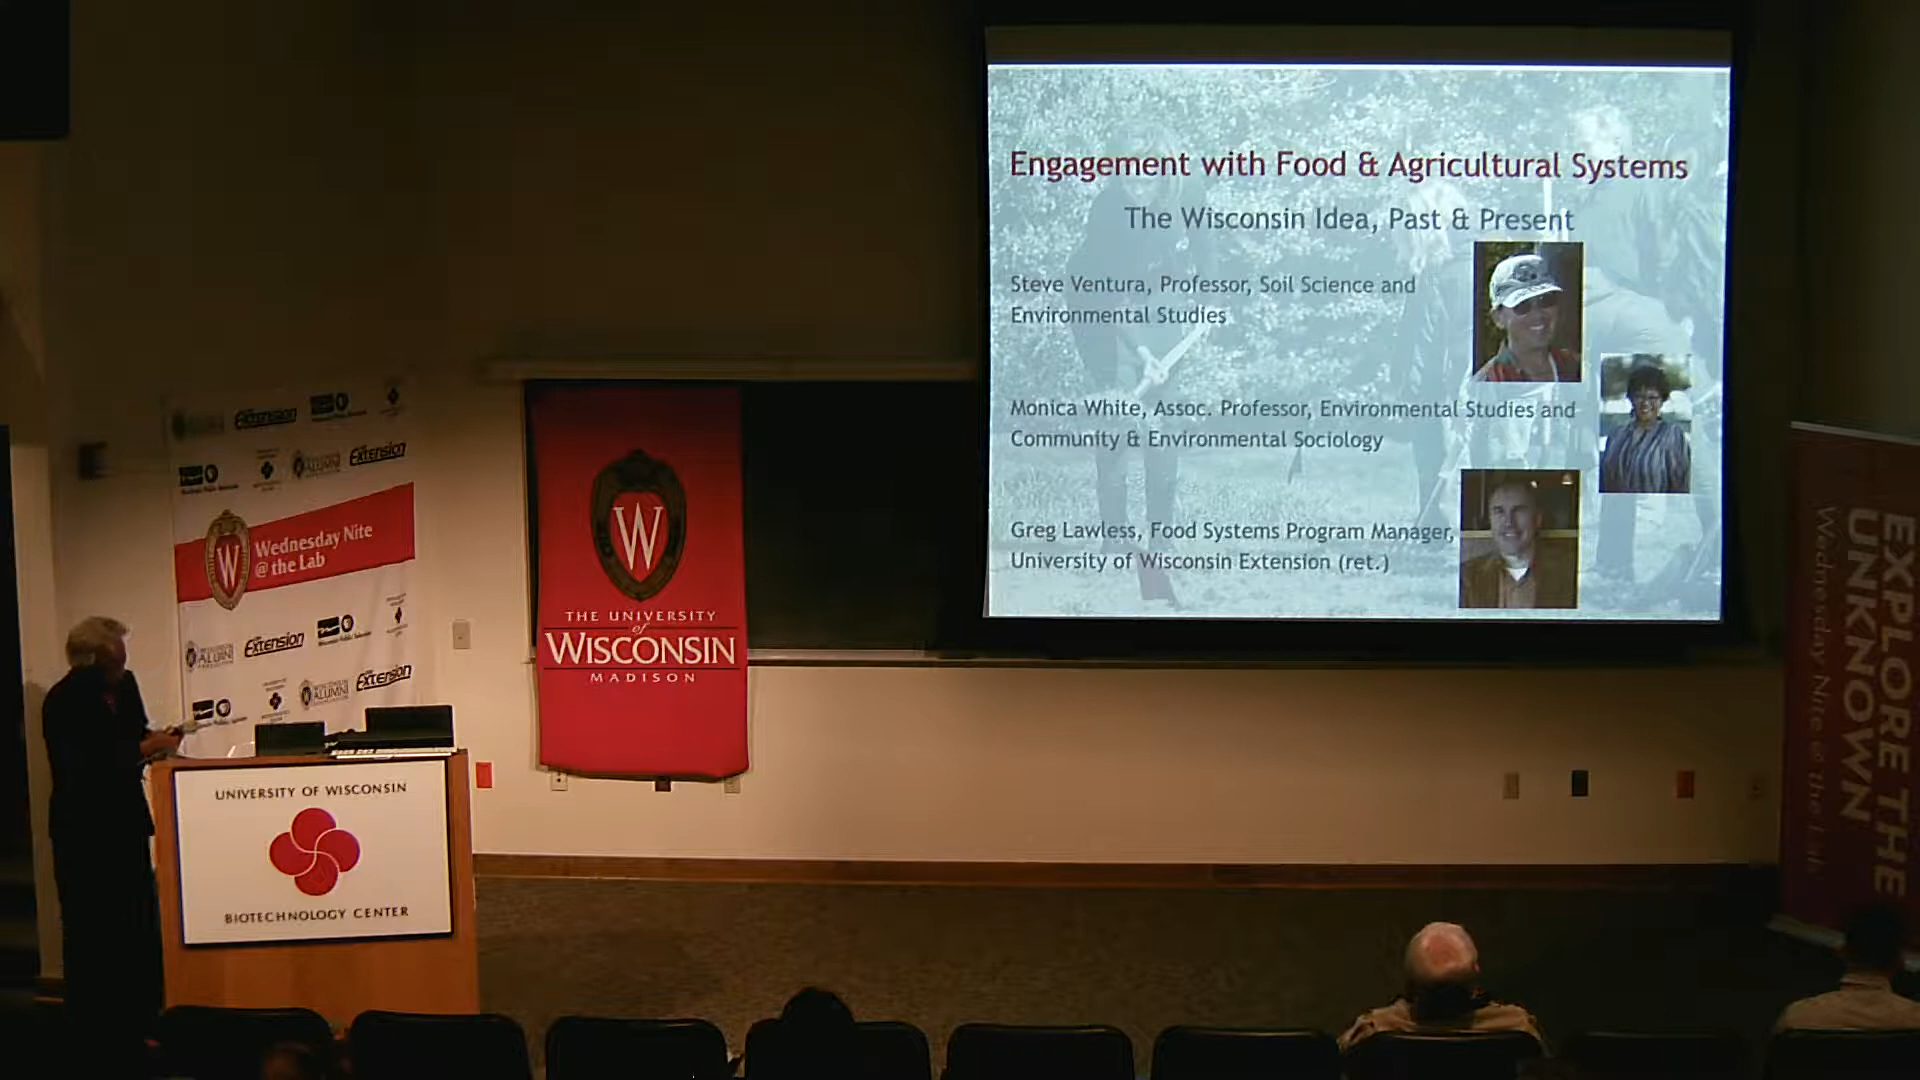 Engagement with Food & Agricultural Systems
The Wisconsin Idea, Past & Present
Steve Ventura, Professor, Soil Science and
Environmental Studies
Monica White, Assoc. Professor, Environmental Studies and
Community & Environmental Sociology
Greg Lawless, Food Systems Program Manager,
University of Wisconsin Extension (ret.)
Extension
Extension
W
Wednesday Nite
@ the Lab
Extension
ALUMNI
Extension
ALUMNI
W
THE UNIVERSITY
of
WISCONSIN
MADISON
UNIVERSITY OF WISCONSIN
BIOTECHNOLOGY CENTER
EXPLORE THE
UNKNOWN
Wednesday Nite @ the Lab